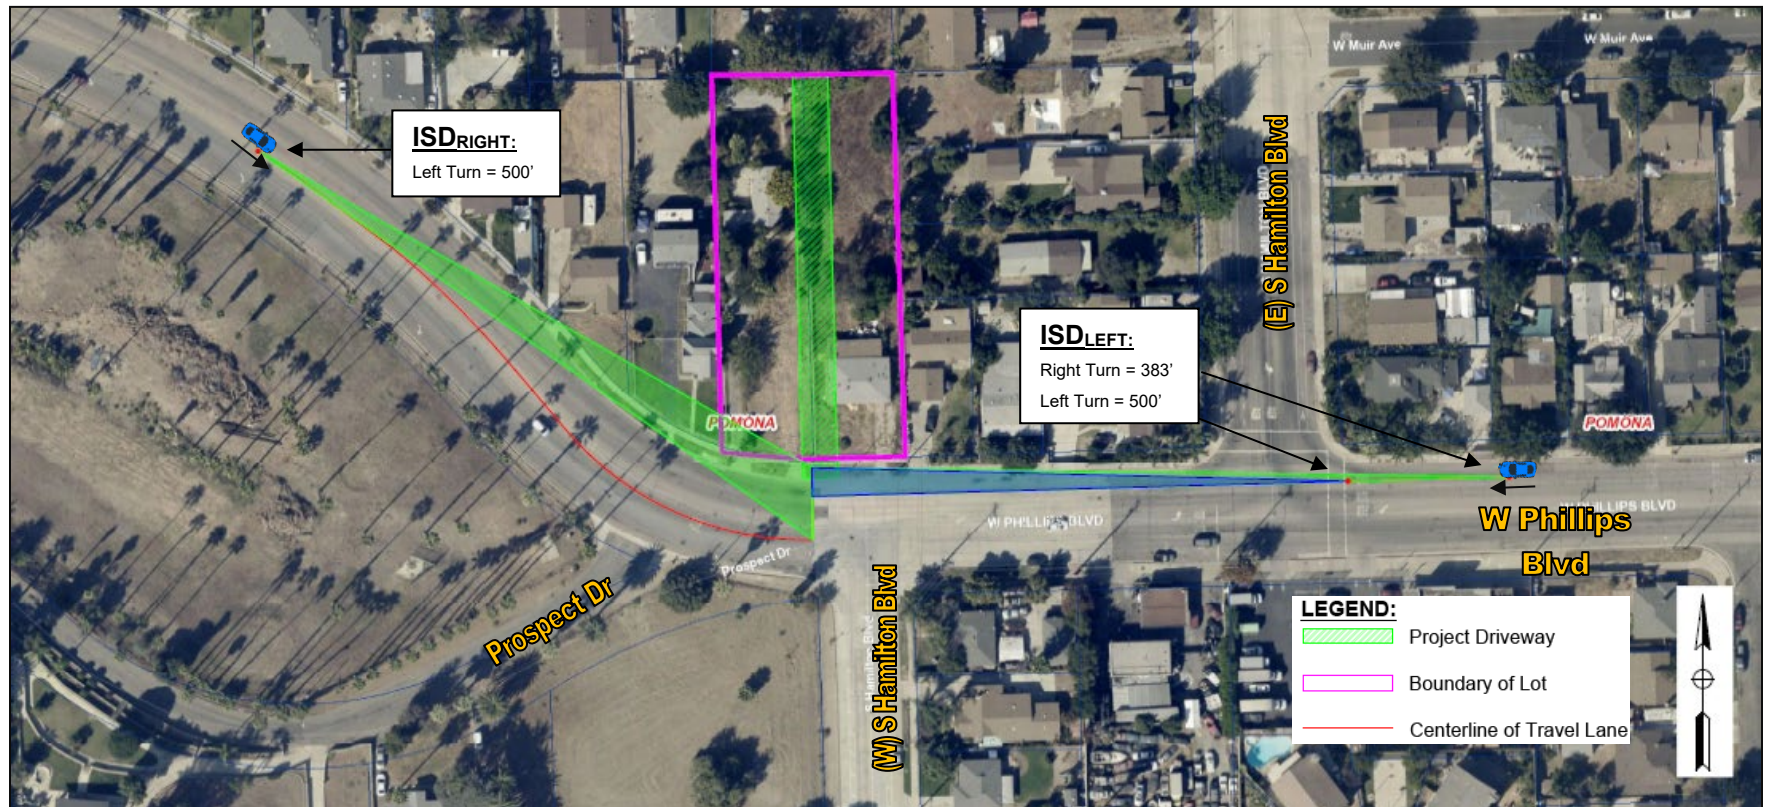 W Muir Ave
W Muir Ave
ISDRIGHT:
Left Turn = 500’
(E) S Hamilton Blvd
ISDLEFT:
Right Turn = 383’
Left Turn = 500’
POMONA
POMONA
W PHILLIPS BLVD
W PHILLIPS BLVD
W Phillips
Blvd
Prospect Dr
Prospect Dr
(W) S Hamilton Blvd
S Hamilton Blvd
LEGEND:
Project Driveway
Boundary of Lot
Centerline of Travel Lane